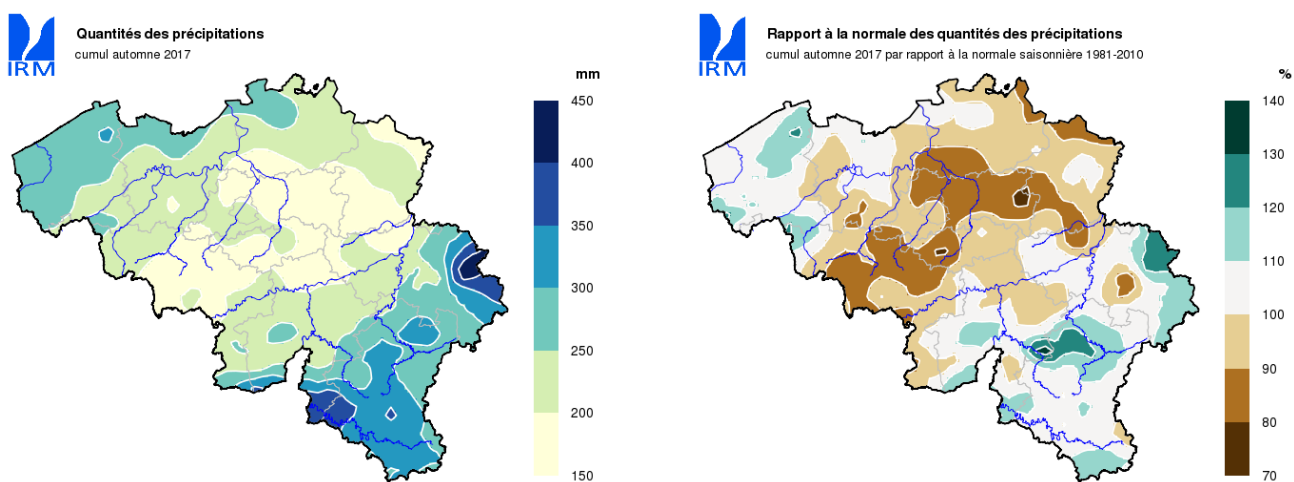 IRM
Quantités des précipitations
cumul automne 2017
mm
450
400
350
300
250
200
150
IRM
Rapport à la normale des quantités des précipitations
cumul automne 2017 par rapport à la normale saisonnière 1981-2010
%
140
130
120
110
100
90
80
70